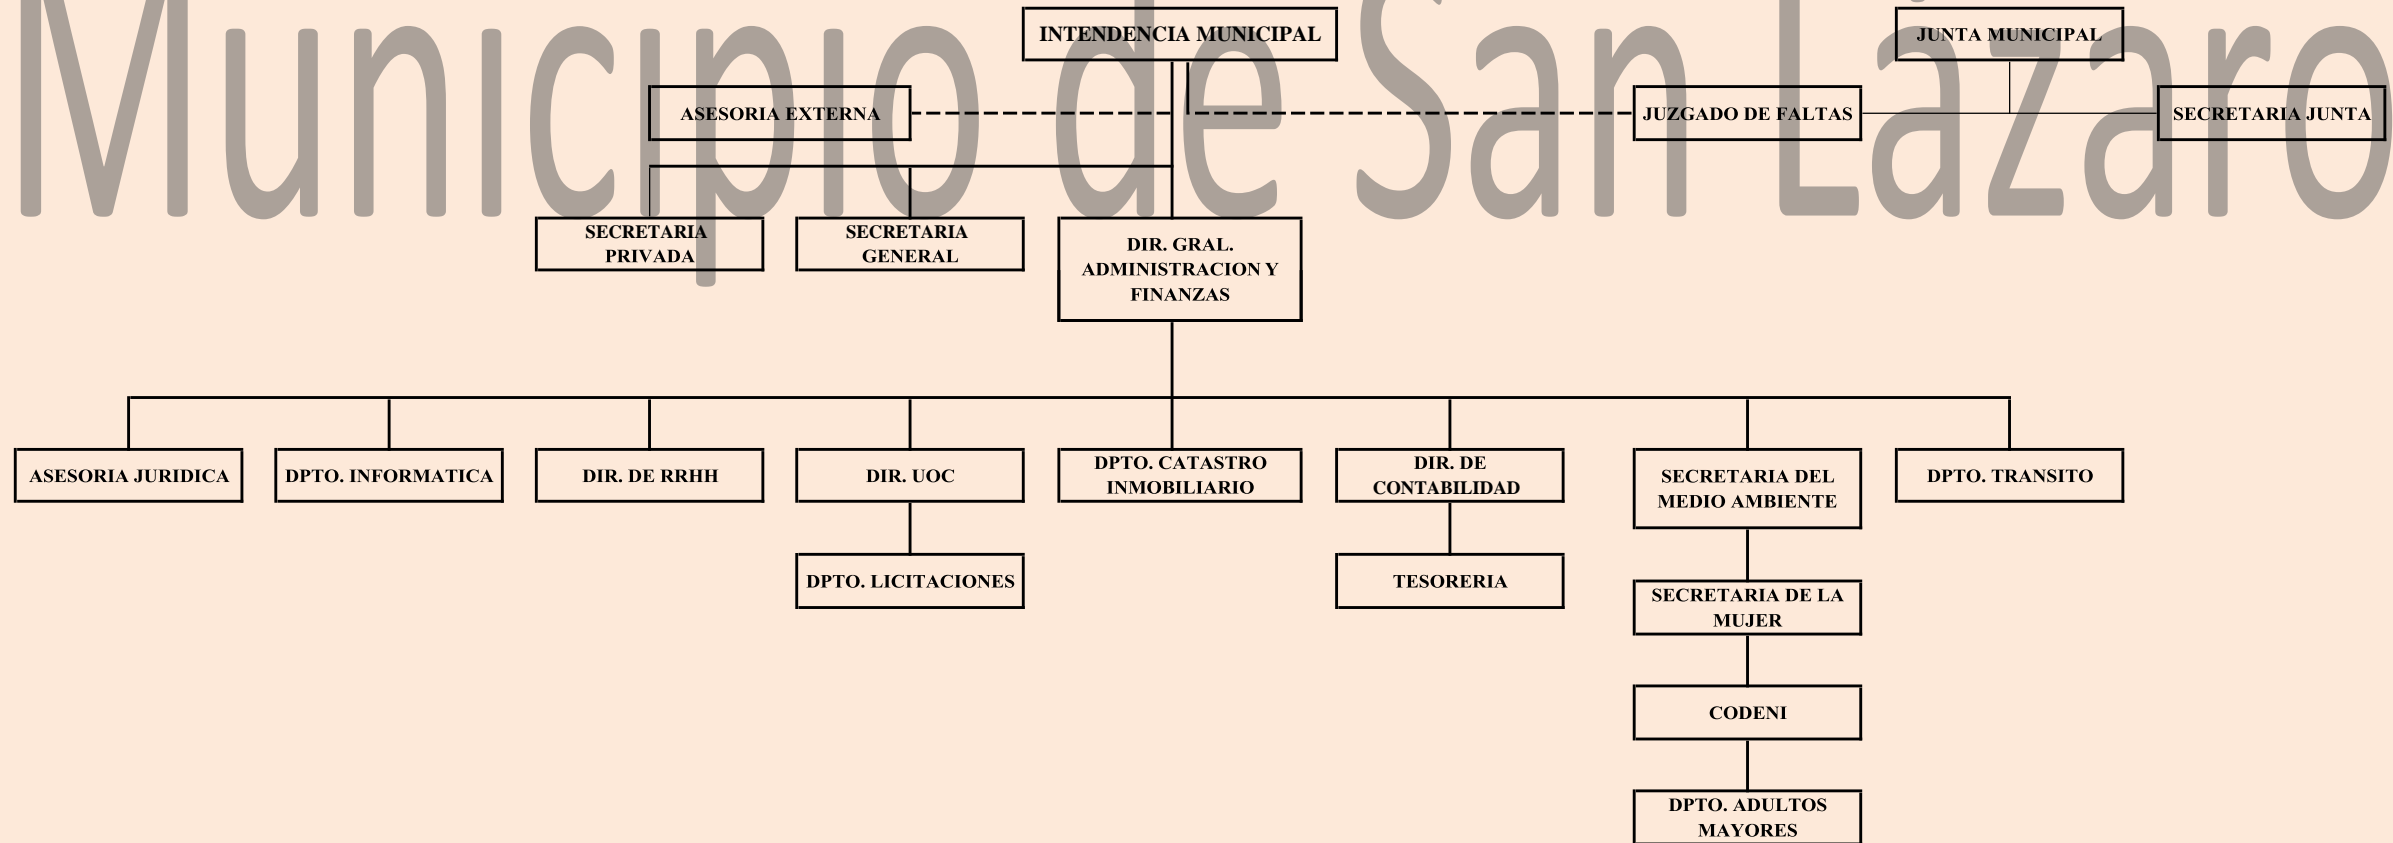 Municipio de San Lázaro
INTENDENCIA MUNICIPAL
JUNTA MUNICIPAL
ASESORIA EXTERNA
JUZGADO DE FALTAS
SECRETARIA JUNTA
SECRETARIA
PRIVADA
SECRETARIA
GENERAL
DIR. GRAL.
ADMINISTRACION Y
FINANZAS
ASESORIA JURIDICA
DPTO. INFORMATICA
DIR. DE RRHH
DIR. UOC
DPTO. CATASTRO
INMOBILIARIO
DIR. DE
CONTABILIDAD
SECRETARIA DEL
MEDIO AMBIENTE
DPTO. TRANSITO
DPTO. LICITACIONES
TESORERIA
SECRETARIA DE LA
MUJER
CODENI
DPTO. ADULTOS
MAYORES